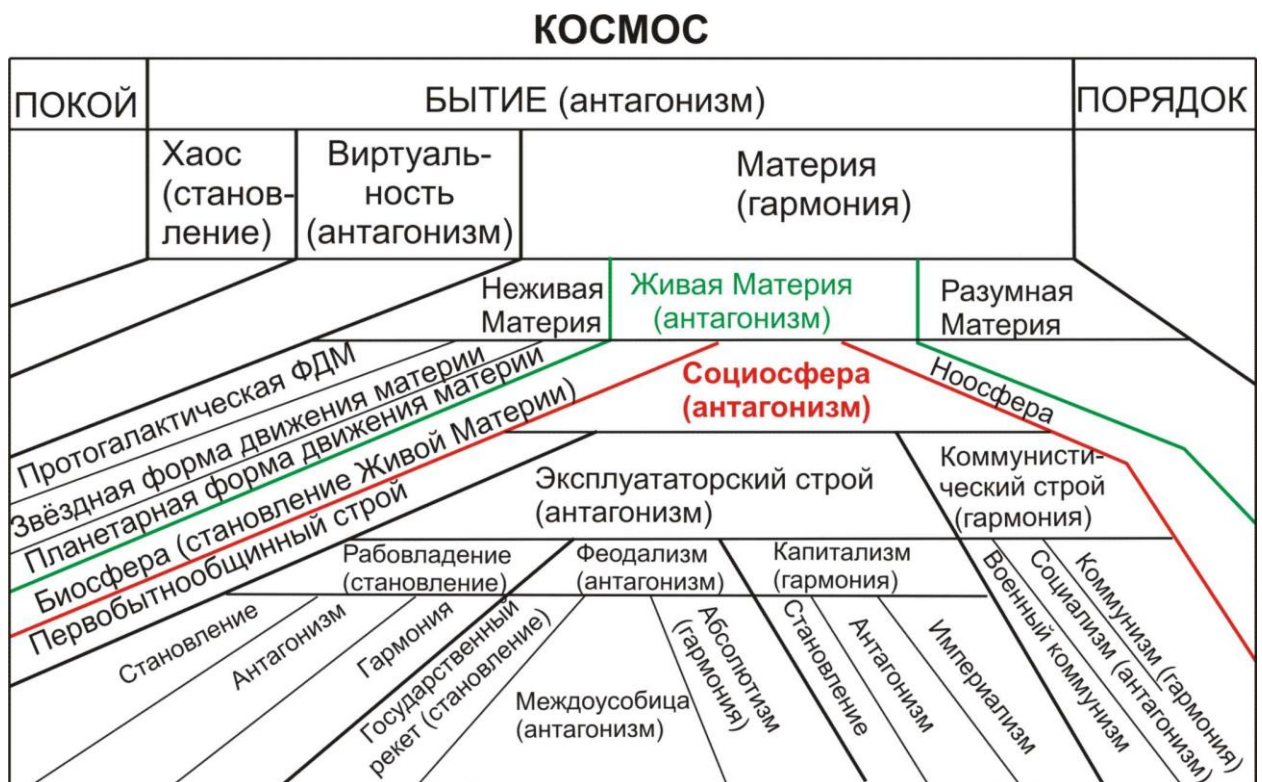 КОСМОС
ПОКОЙ
БЫТИЕ (антагонизм)
ПОРЯДОК
Хаос
(станов-
ление)
Виртуаль-
ность
(антагонизм)
Материя
(гармония)
Неживая
Материя
Живая Материя
(антагонизм)
Разумная
Материя
Протогалактическая ФДМ
Звёздная форма движения материи
Планетарная форма движения материи
Биосфера (становление Живой Материи)
Социосфера
(антагонизм)
Ноосфера
Первобытнообщинный строй
Эксплуататорский строй
(антагонизм)
Коммунисти-
ческий строй
(гармония)
Рабовладение
(становление)
Феодализм
(антагонизм)
Капитализм
(гармония)
Становление
Антагонизм
Гармония
Государственный
рекет (становление)
Междоусобица
(антагонизм)
Абсолютизм
(гармония)
Становление
Антагонизм
Империализм
Военный коммунизм
Социализм (антагонизм)
Коммунизм (гармония)